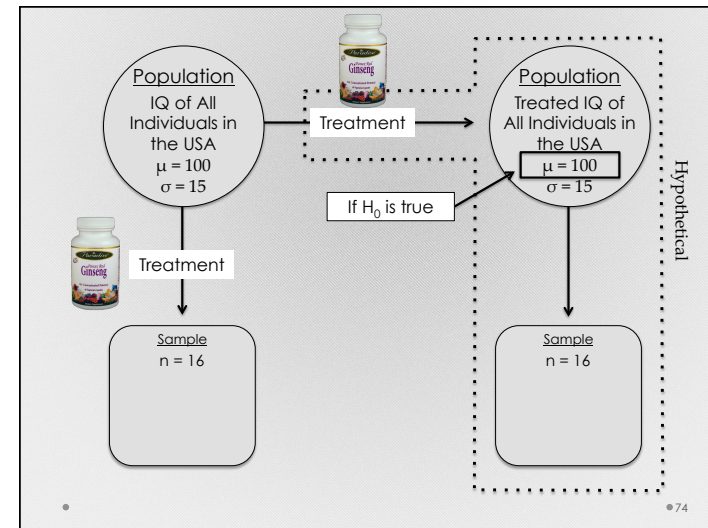 Population
IQ of All
Individuals in
the USA
μ = 100
σ = 15
Ginseng
Treatment
Population
Treated IQ of
All Individuals in
the USA
μ = 100
σ = 15
If H₀ is true
Hypothetical
Ginseng
Treatment
Sample
n = 16
Sample
n = 16
74